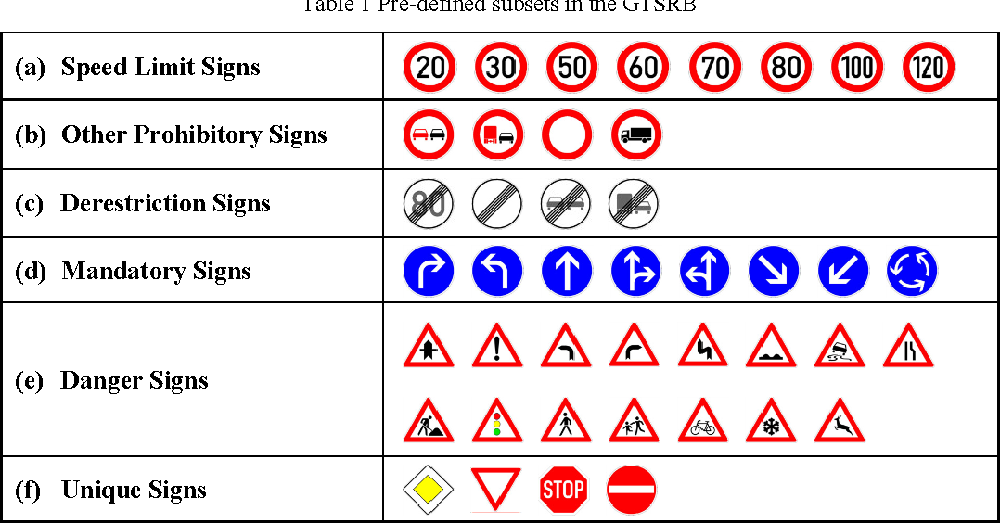 Table 1 Pre-defined subsets in the GTSRB
(a) Speed Limit Signs 20 30 50 60 70 80 100 120
(b) Other Prohibitory Signs
(c) Derestriction Signs 80
(d) Mandatory Signs
(e) Danger Signs
(f) Unique Signs STOP